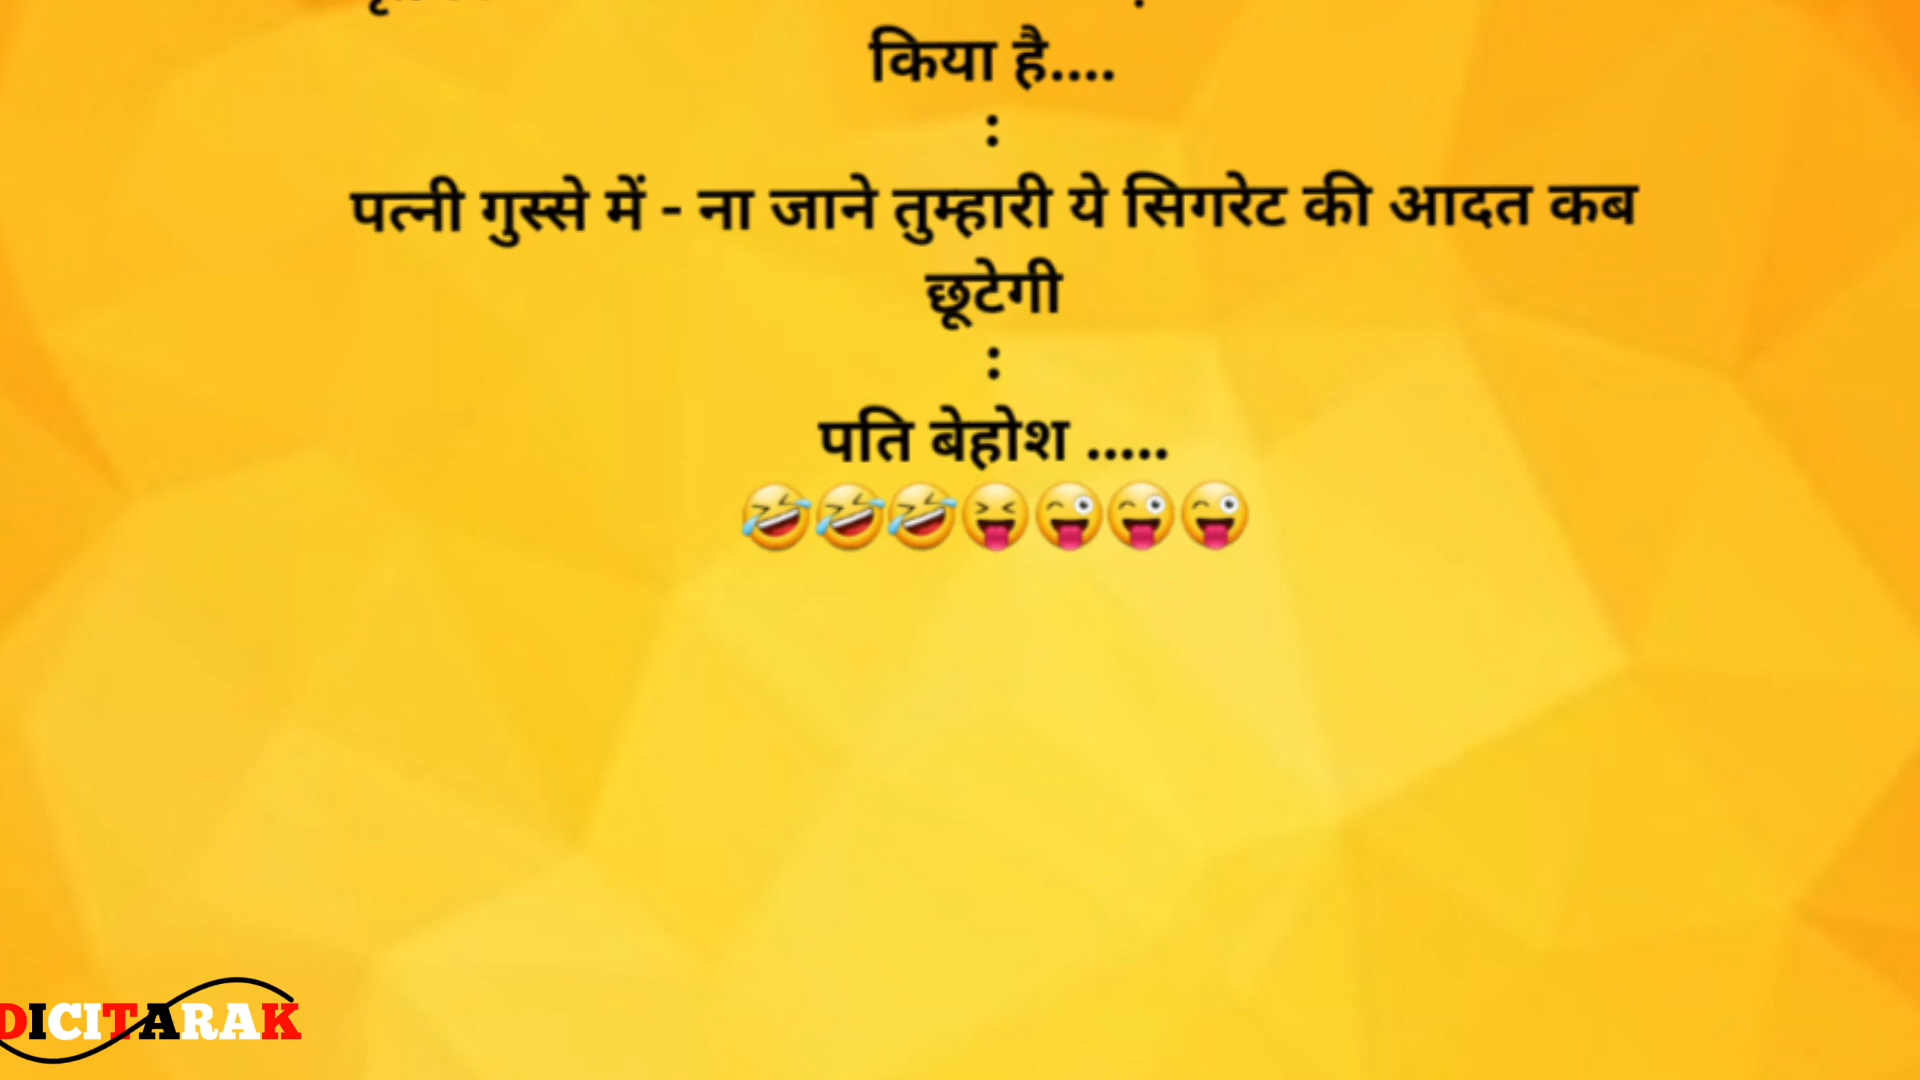 किया है....
:
पत्नी गुस्से में - ना जाने तुम्हारी ये सिगरेट की आदत कब
छूटेगी
:
पति बेहोश .....
🤣🤣🤣😝😜😜😜
DICITARAK